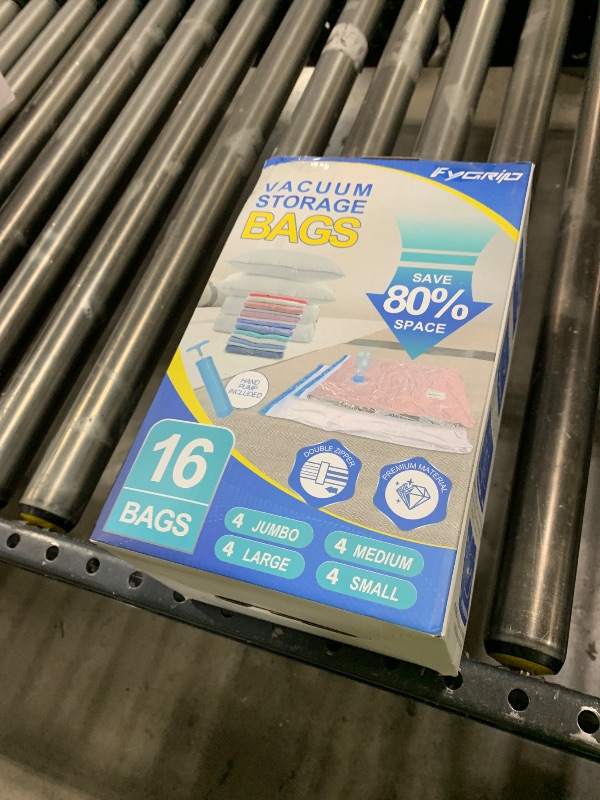 FYGRIP
VACUUM
STORAGE
BAGS
SAVE
80%
SPACE
HAND
PUMP
INCLUDED
DOUBLE ZIPPER
PREMIUM MATERIAL
16
BAGS
4 JUMBO
4 MEDIUM
4 LARGE
4 SMALL